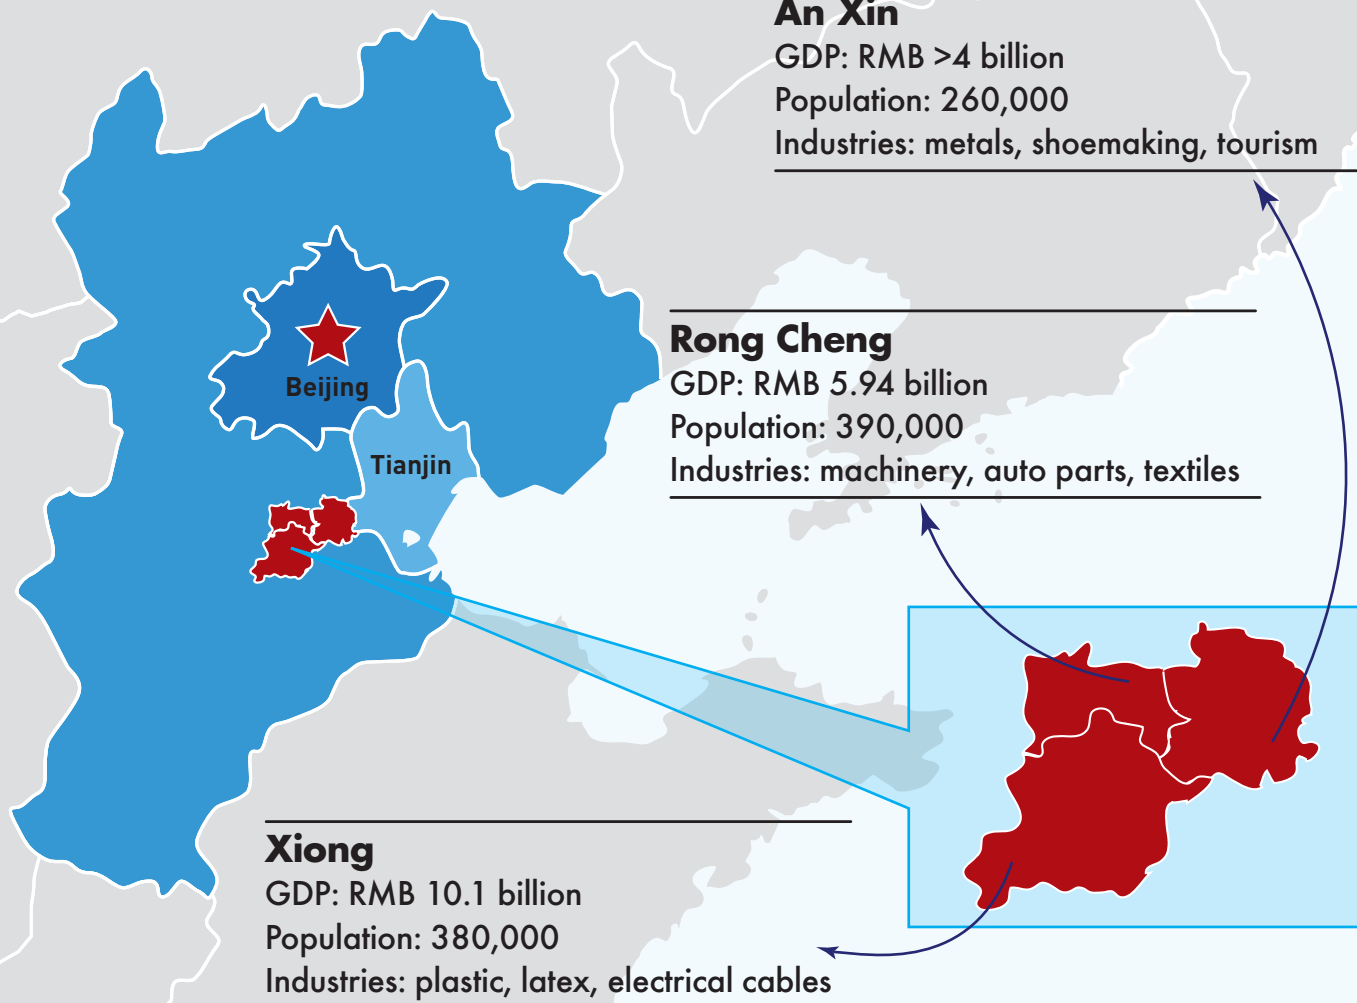 An Xin
GDP: RMB >4 billion
Population: 260,000
Industries: metals, shoemaking, tourism
Rong Cheng
GDP: RMB 5.94 billion
Population: 390,000
Industries: machinery, auto parts, textiles
Beijing
Tianjin
Xiong
GDP: RMB 10.1 billion
Population: 380,000
Industries: plastic, latex, electrical cables